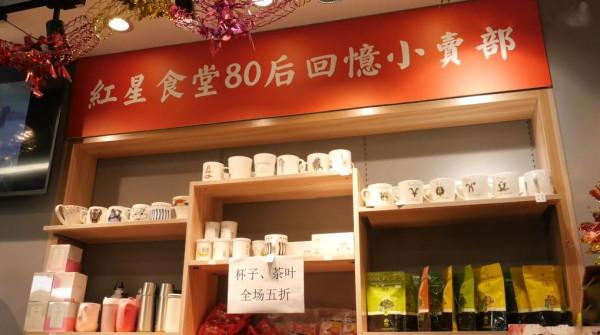 紅星食堂80后回憶小賣部
杯子、茶叶
全场五折